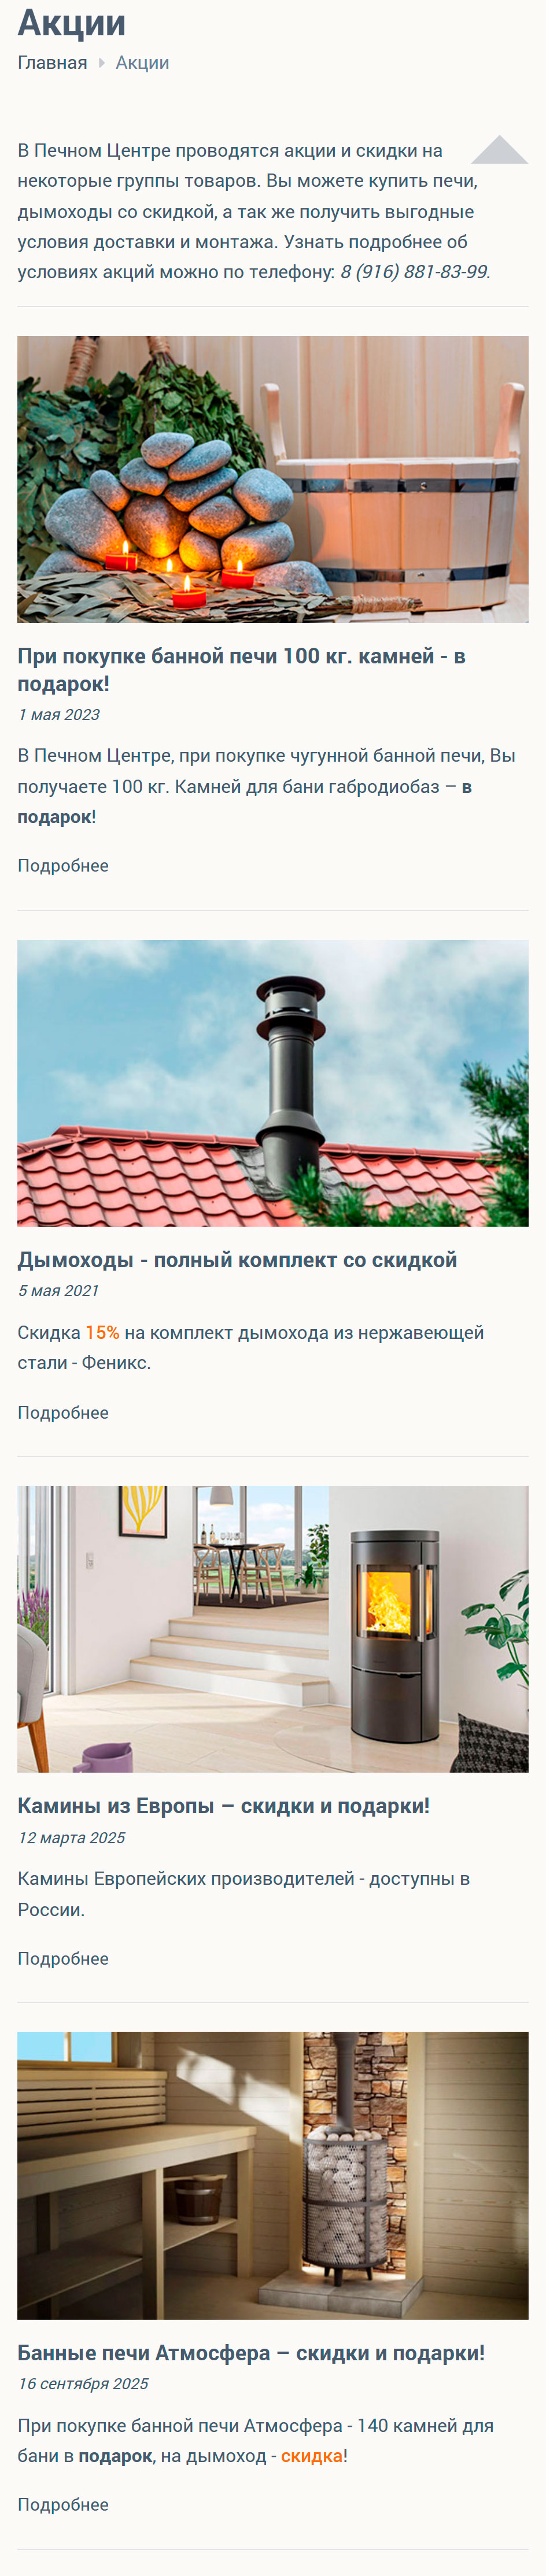 Акции
Главная Акции
В Печном Центре проводятся акции и скидки на
некоторые группы товаров. Вы можете купить печи,
дымоходы со скидкой, а так же получить выгодные
условия доставки и монтажа. Узнать подробнее об
условиях акций можно по телефону: 8 (916) 881-83-99.
При покупке банной печи 100 кг. камней - в
подарок!
1 мая 2023
В Печном Центре, при покупке чугунной банной печи, Вы
получаете 100 кг. Камней для бани габродиобаз – в
подарок!
Подробнее
Дымоходы - полный комплект со скидкой
5 мая 2021
Скидка 15% на комплект дымохода из нержавеющей
стали - Феникс.
Подробнее
Камины из Европы – скидки и подарки!
12 марта 2025
Камины Европейских производителей - доступны в
России.
Подробнее
Банные печи Атмосфера – скидки и подарки!
16 сентября 2025
При покупке банной печи Атмосфера - 140 камней для
бани в подарок, на дымоход - скидка!
Подробнее